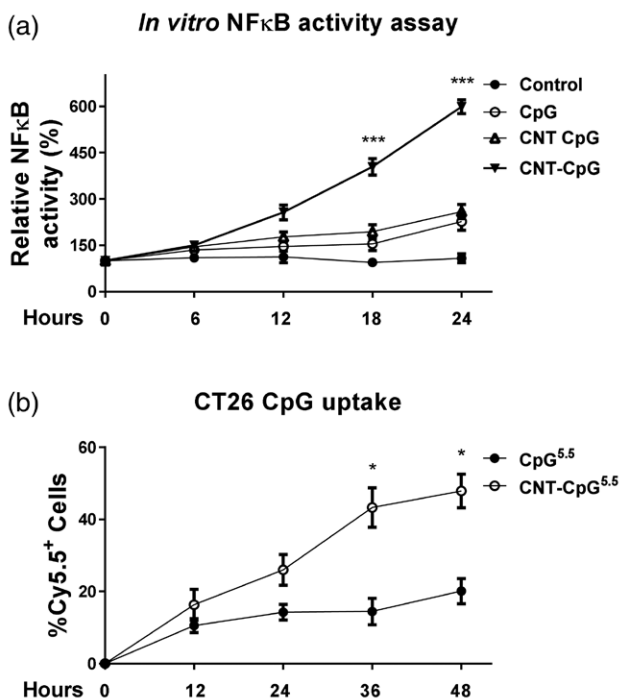 (a)
In vitro NFκB activity assay
Relative NFκB
activity (%)
600
450
300
150
0
***
***
Control
CpG
CNT CpG
CNT-CpG
Hours
0 6 12 18 24
(b)
CT26 CpG uptake
%Cy5.5+ Cells
60
40
20
0
*
*
CpG5.5
CNT-CpG5.5
Hours
0 12 24 36 48